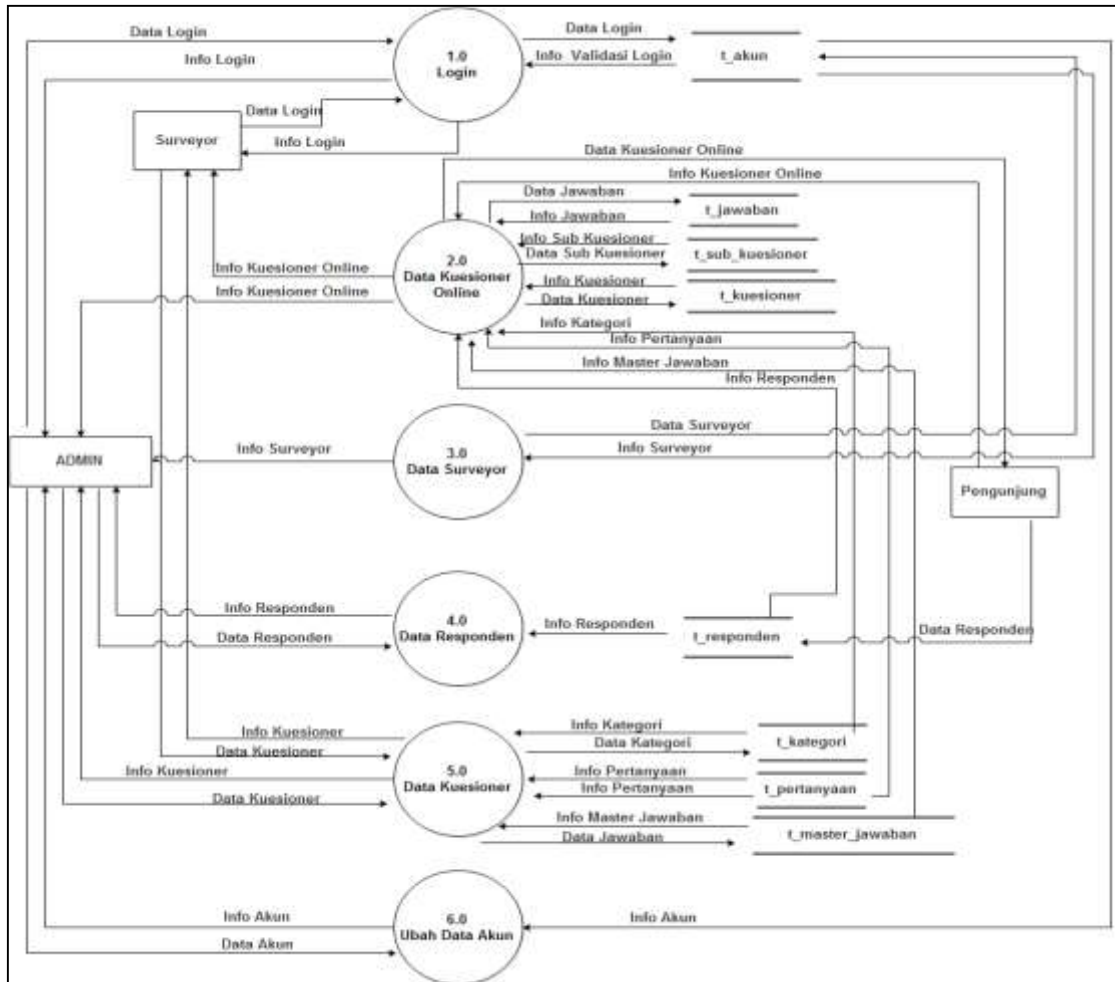 Data Login
Data Login
1.0
Login
Info Validasi Login
t_akun
Info Login
Data Login
Surveyor
Info Login
Data Kuesioner Online
Info Kuesioner Online
Data Jawaban
t_jawaban
Info Jawaban
Info Sub Kuesioner
2.0
Data Kuesioner
Online
Data Sub Kuesioner
t_sub_kuesioner
Info Kuesioner Online
Info Kuesioner
t_kuesioner
Info Kuesioner Online
Data Kuesioner
Info Kategori
Info Pertanyaan
Info Master Jawaban
Info Responden
Data Surveyor
ADMIN
Info Surveyor
3.0
Data Surveyor
Info Surveyor
Pengunjung
Info Responden
4.0
Data Responden
Info Responden
t_responden
Data Responden
Data Responden
Info Kategori
t_kategori
Info Kuesioner
Data Kategori
Data Kuesioner
5.0
Data Kuesioner
Info Kuesioner
Info Pertanyaan
t_pertanyaan
Info Pertanyaan
Data Kuesioner
Info Master Jawaban
t_master_jawaban
Data Jawaban
Info Akun
6.0
Ubah Data Akun
Info Akun
Data Akun